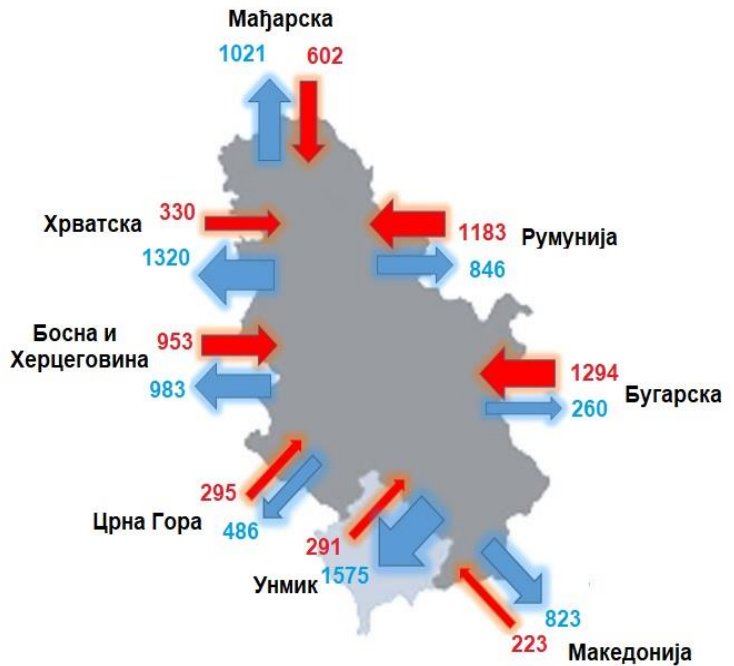 Мађарска
1021
602
Хрватска
330
1320
1183
Румунија
846
Босна и
Херцеговина
953
983
1294
Бугарска
260
295
Црна Гора
486
291
Унмик
1575
823
223
Македонија